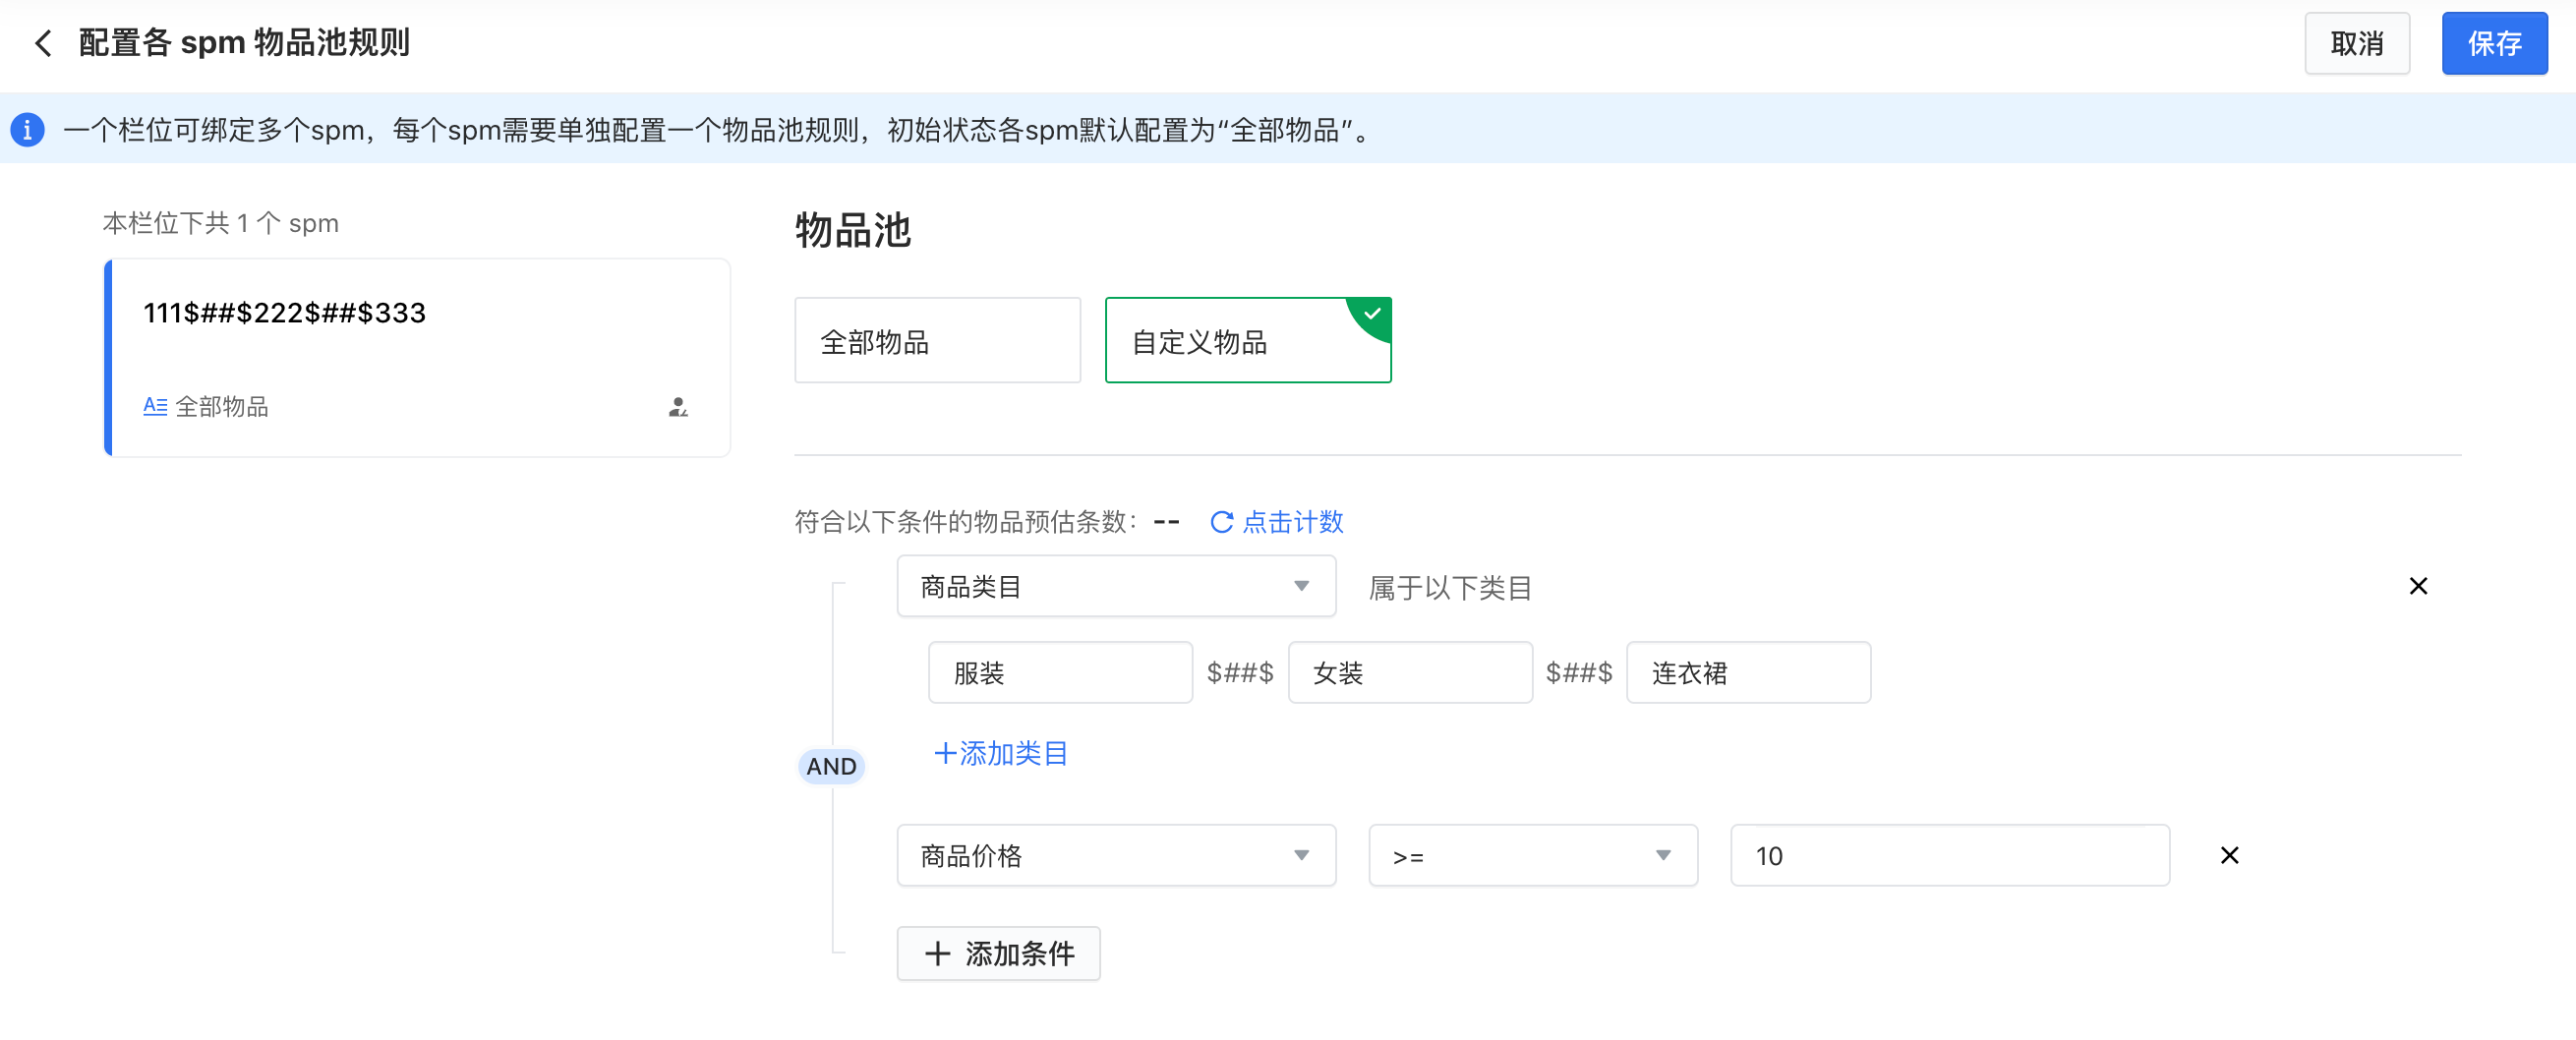 配置各 spm 物品池规则
取消
保存
一个栏位可绑定多个spm，每个spm需要单独配置一个物品池规则，初始状态各spm默认配置为“全部物品”。
本栏位下共 1 个 spm
111$##$222$##$333
全部物品
物品池
全部物品
自定义物品
符合以下条件的物品预估条数： -- 点击计数
商品类目 属于以下类目
服装 $##$ 女装 $##$ 连衣裙
+添加类目
AND
商品价格 >= 10
+ 添加条件